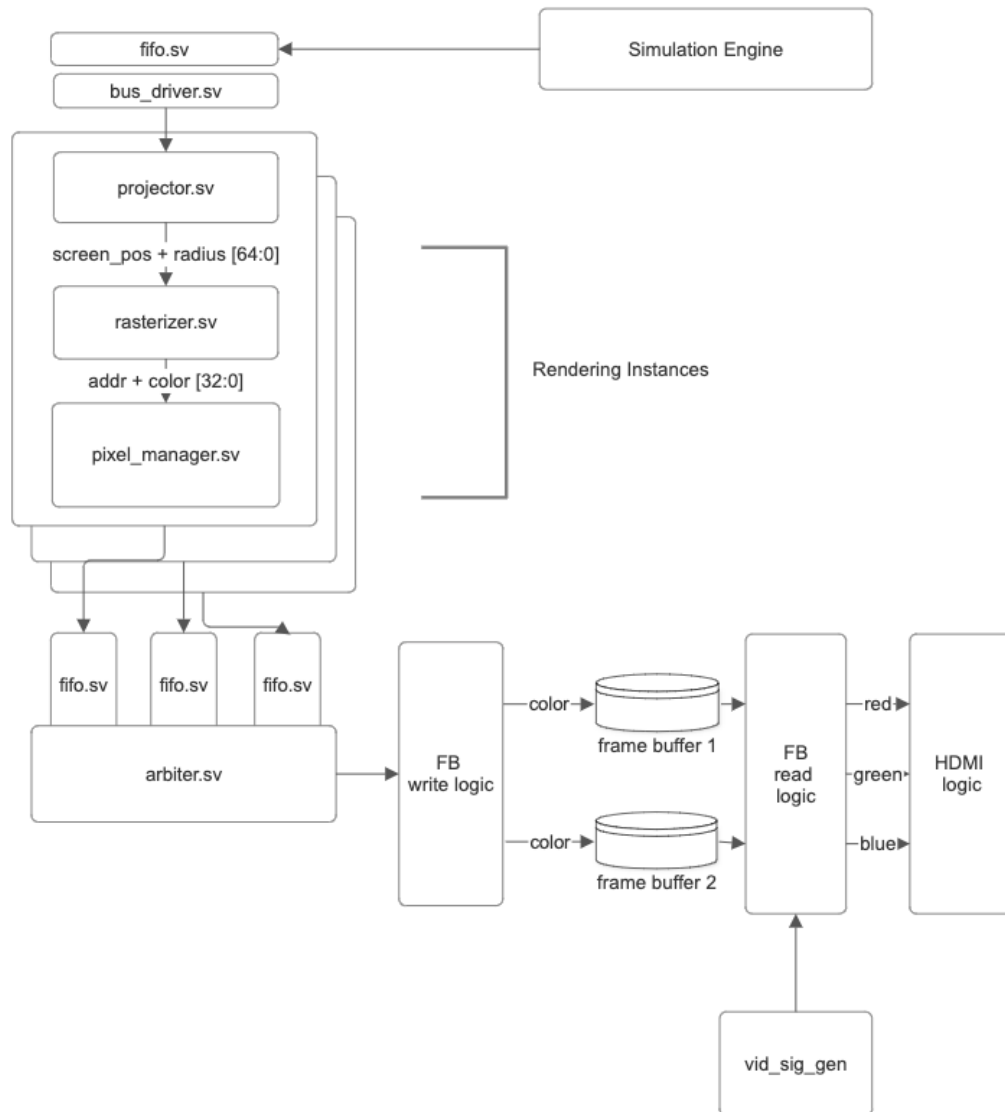 fifo.sv
Simulation Engine
bus_driver.sv
projector.sv
screen_pos + radius [64:0]
rasterizer.sv
addr + color [32:0]
pixel_manager.sv
Rendering Instances
fifo.sv
fifo.sv
fifo.sv
arbiter.sv
FB
write logic
color
frame buffer 1
color
frame buffer 2
FB
read
logic
red
green
blue
HDMI
logic
vid_sig_gen